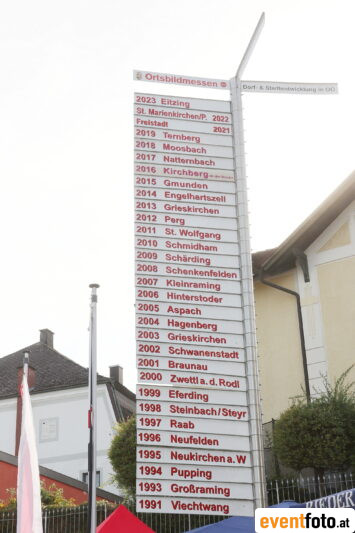 Ortsbildmessen
Dorf- & Stadtentwicklung in OÖ
2023 Eitzing
St. Marienkirchen/P. 2022
Freistadt 2021
2019 Ternberg
2018 Moosbach
2017 Natternbach
2016 Kirchberg
2015 Gmunden
2014 Engelhartszell
2013 Grieskirchen
2012 Perg
2011 St. Wolfgang
2010 Schmidham
2009 Schärding
2008 Schenkenfelden
2007 Kleinraming
2006 Hinterstoder
2005 Aspach
2004 Hagenberg
2003 Grieskirchen
2002 Schwanenstadt
2001 Braunau
2000 Zwettl a. d. Rodl
1999 Eferding
1998 Steinbach/Steyr
1997 Raab
1996 Neufelden
1995 Neukirchen a.W
1994 Pupping
1993 Großraming
1991 Viechtwang
eventfoto.at